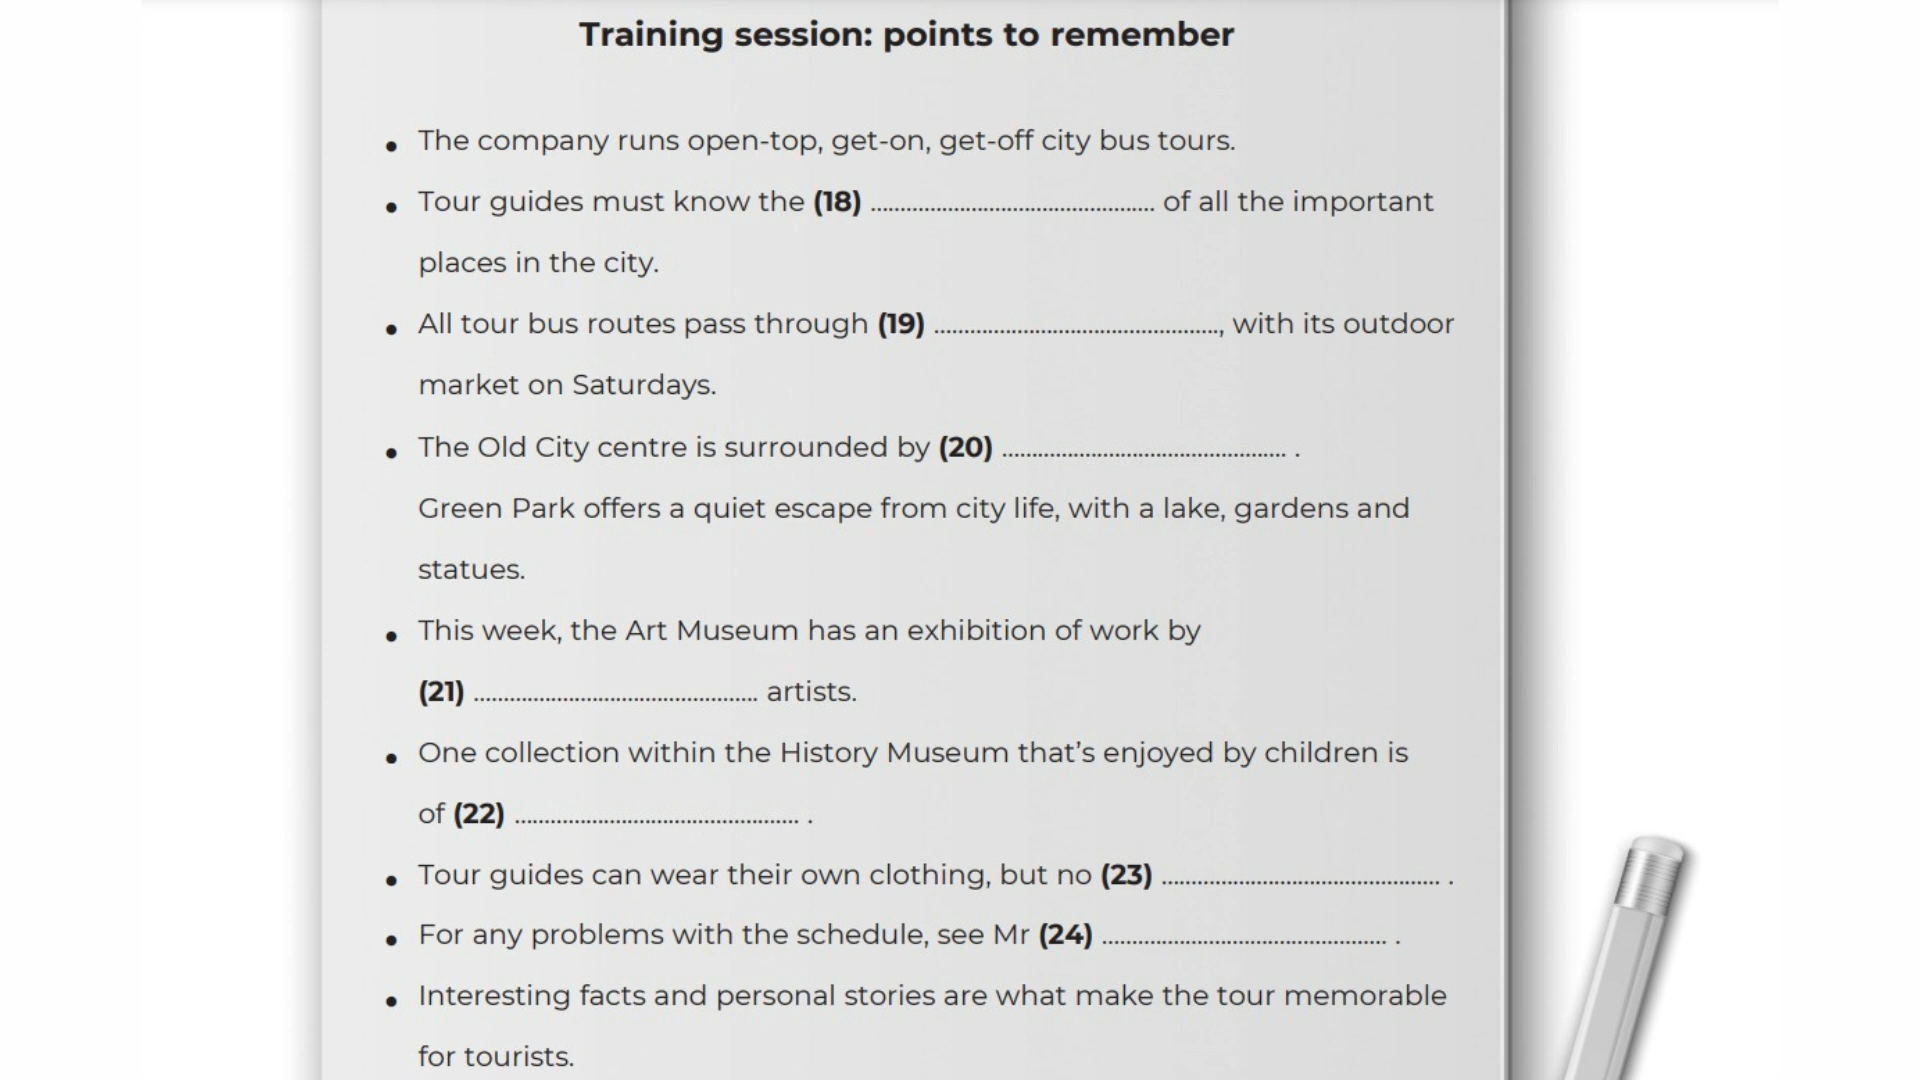 Training session: points to remember
• The company runs open-top, get-on, get-off city bus tours.
• Tour guides must know the (18) ................................................ of all the important
places in the city.
• All tour bus routes pass through (19) ................................................, with its outdoor
market on Saturdays.
• The Old City centre is surrounded by (20) ................................................ .
Green Park offers a quiet escape from city life, with a lake, gardens and
statues.
• This week, the Art Museum has an exhibition of work by
(21) ................................................ artists.
• One collection within the History Museum that’s enjoyed by children is
of (22) ................................................ .
• Tour guides can wear their own clothing, but no (23) ............................................... .
• For any problems with the schedule, see Mr (24) ................................................ .
• Interesting facts and personal stories are what make the tour memorable
for tourists.